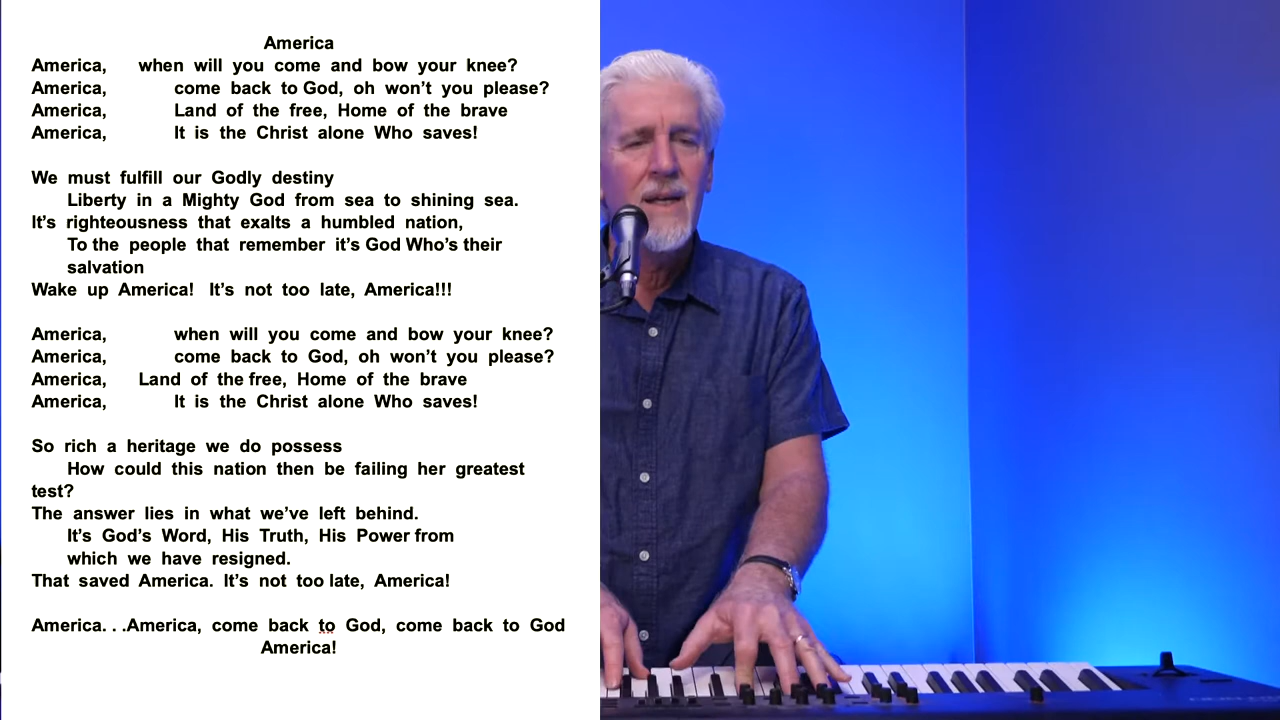 America
America, when will you come and bow your knee?
America, come back to God, oh won’t you please?
America, Land of the free, Home of the brave
America, It is the Christ alone Who saves!
We must fulfill our Godly destiny
Liberty in a Mighty God from sea to shining sea.
It’s righteousness that exalts a humbled nation,
To the people that remember it’s God Who’s their
salvation
Wake up America! It’s not too late, America!!!
America, when will you come and bow your knee?
America, come back to God, oh won’t you please?
America, Land of the free, Home of the brave
America, It is the Christ alone Who saves!
So rich a heritage we do possess
How could this nation then be failing her greatest
test?
The answer lies in what we’ve left behind.
It’s God’s Word, His Truth, His Power from
which we have resigned.
That saved America. It’s not too late, America!
America. . .America, come back to God, come back to God
America!